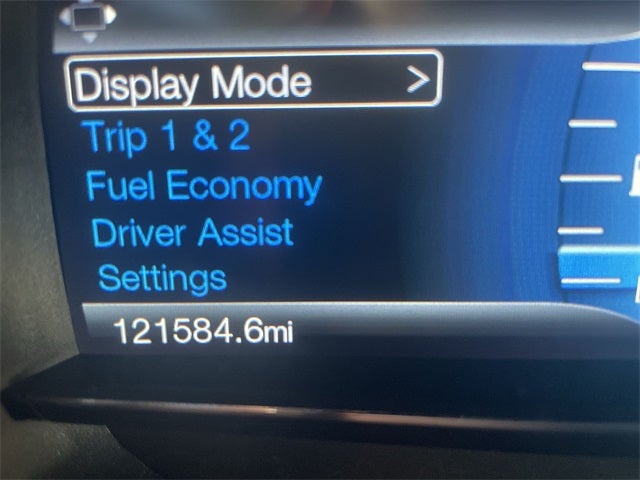 Display Mode >
Trip 1 & 2
Fuel Economy
Driver Assist
Settings
121584.6mi